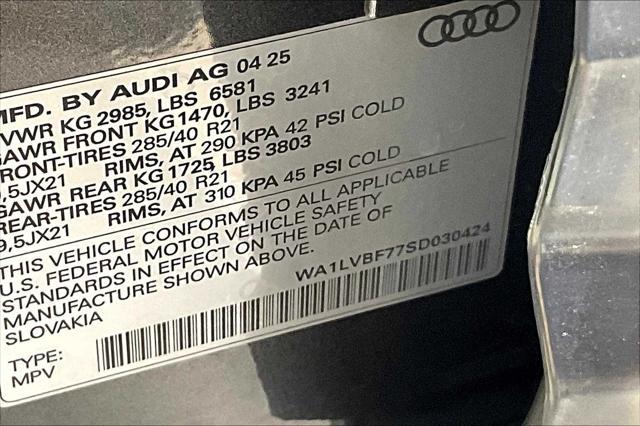 MFD. BY AUDI AG 04 25
VWR KG 2985, LBS 6581
GAWR FRONT KG1470, LBS 3241
FRONT-TIRES 285/40 R21
9,5JX21 RIMS, AT 290 KPA 42 PSI COLD
GAWR REAR KG 1725, LBS 3803
REAR-TIRES 285/40 R21
9,5JX21 RIMS, AT 310 KPA 45 PSI COLD
THIS VEHICLE CONFORMS TO ALL APPLICABLE
U.S. FEDERAL MOTOR VEHICLE SAFETY
STANDARDS IN EFFECT ON THE DATE OF
MANUFACTURE SHOWN ABOVE.
SLOVAKIA
WA1LVBF77SD030424
TYPE:
MPV